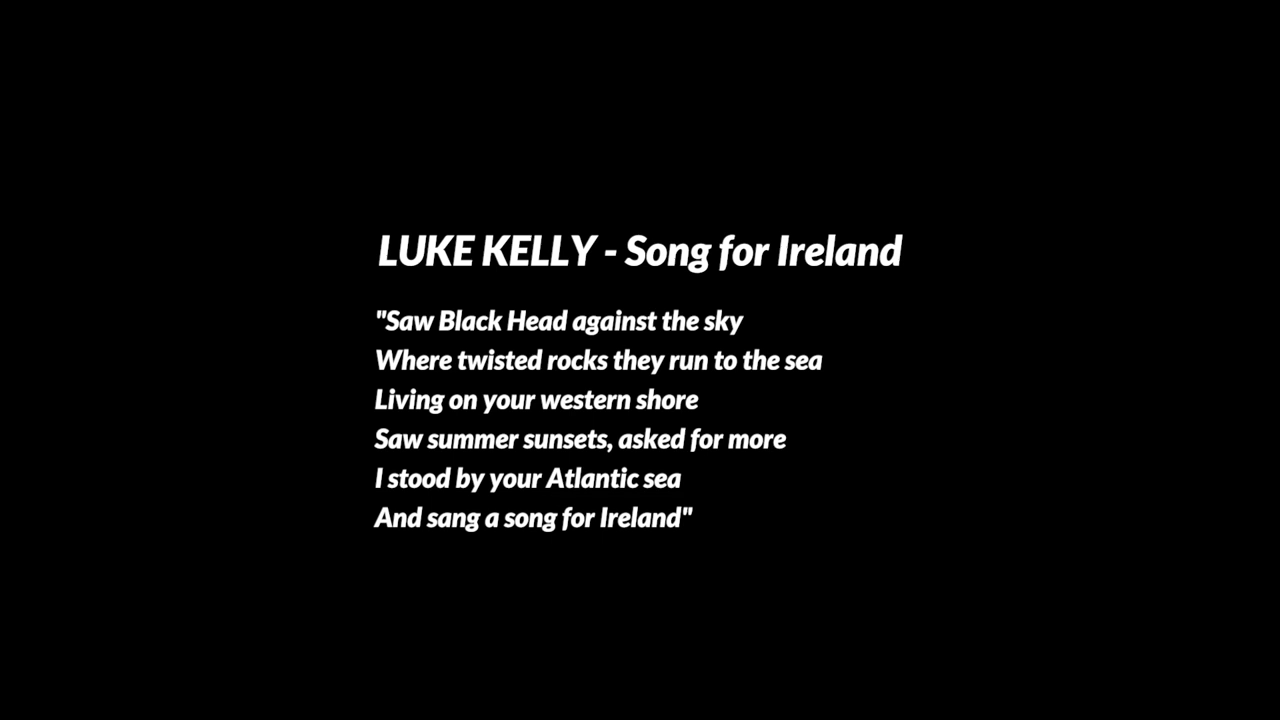 LUKE KELLY - Song for Ireland
"Saw Black Head against the sky
Where twisted rocks they run to the sea
Living on your western shore
Saw summer sunsets, asked for more
I stood by your Atlantic sea
And sang a song for Ireland"